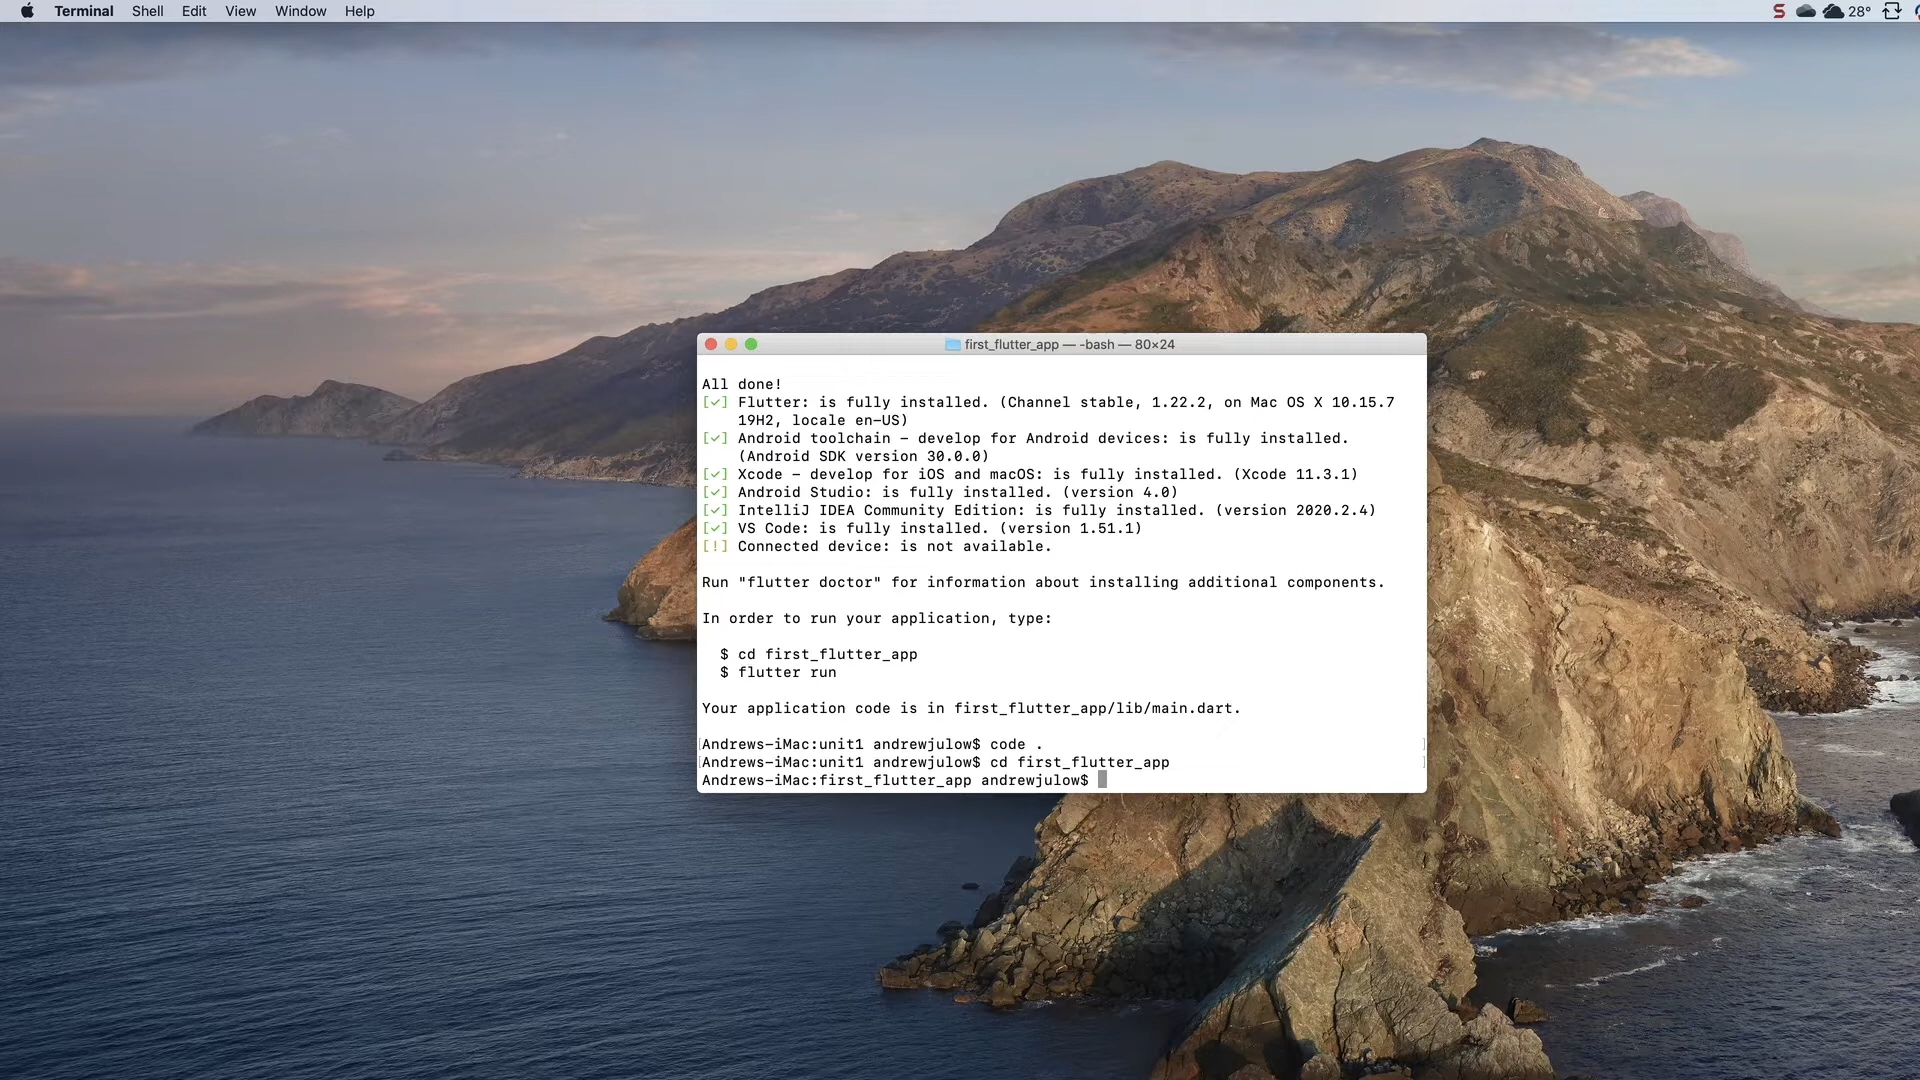 Terminal Shell Edit View Window Help 28°
first_flutter_app — -bash — 80×24
All done!
[✓] Flutter: is fully installed. (Channel stable, 1.22.2, on Mac OS X 10.15.7
19H2, locale en-US)
[✓] Android toolchain - develop for Android devices: is fully installed.
(Android SDK version 30.0.0)
[✓] Xcode - develop for iOS and macOS: is fully installed. (Xcode 11.3.1)
[✓] Android Studio: is fully installed. (version 4.0)
[✓] IntelliJ IDEA Community Edition: is fully installed. (version 2020.2.4)
[✓] VS Code: is fully installed. (version 1.51.1)
[!] Connected device: is not available.
Run "flutter doctor" for information about installing additional components.
In order to run your application, type:
$ cd first_flutter_app
$ flutter run
Your application code is in first_flutter_app/lib/main.dart.
[Andrews-iMac:unit1 andrewjulow$ code . ]
[Andrews-iMac:unit1 andrewjulow$ cd first_flutter_app ]
Andrews-iMac:first_flutter_app andrewjulow$